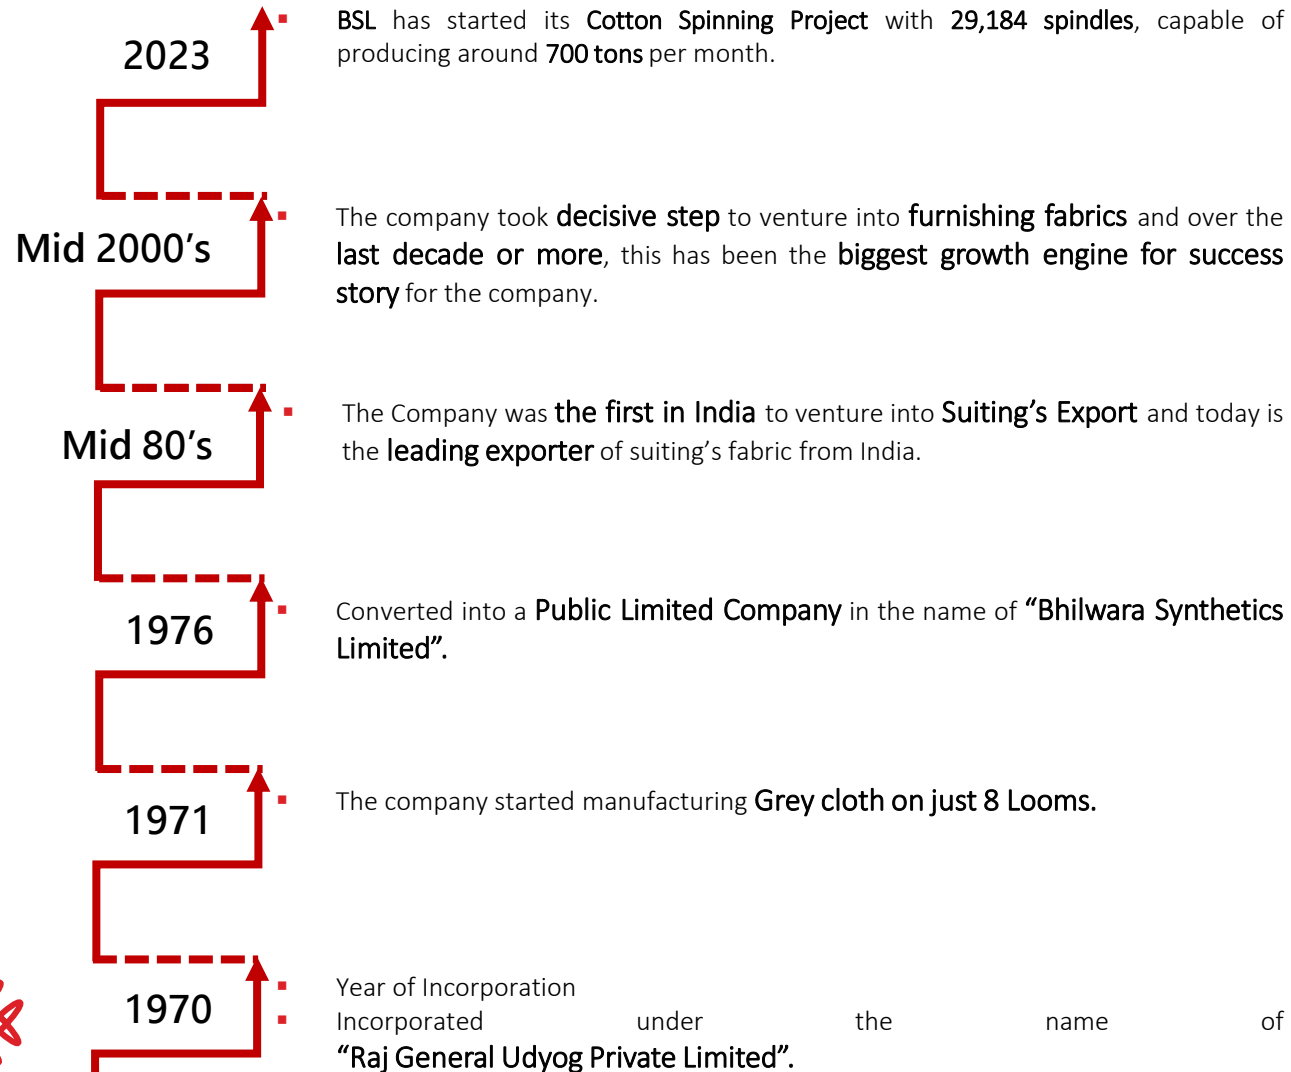 2023
BSL has started its Cotton Spinning Project with 29,184 spindles, capable of
producing around 700 tons per month.
Mid 2000’s
The company took decisive step to venture into furnishing fabrics and over the
last decade or more, this has been the biggest growth engine for success
story for the company.
Mid 80’s
The Company was the first in India to venture into Suiting’s Export and today is
the leading exporter of suiting’s fabric from India.
1976
Converted into a Public Limited Company in the name of “Bhilwara Synthetics
Limited”.
1971
The company started manufacturing Grey cloth on just 8 Looms.
1970
Year of Incorporation
Incorporated under the name of
“Raj General Udyog Private Limited”.